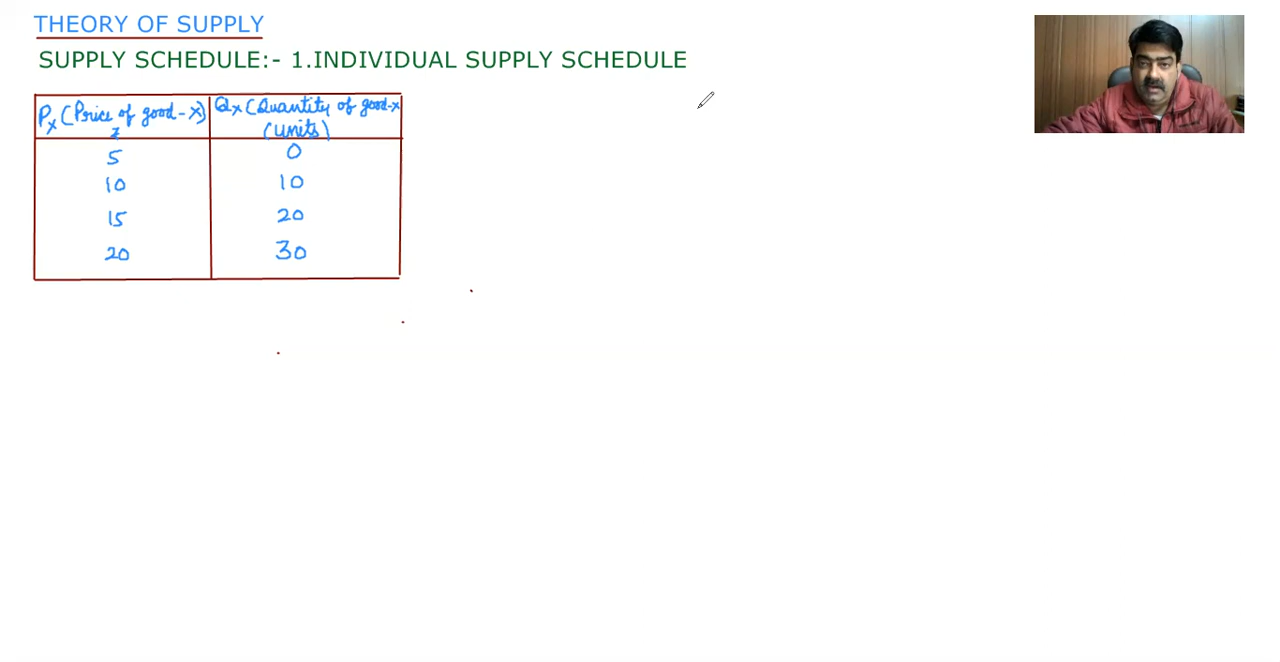 THEORY OF SUPPLY
SUPPLY SCHEDULE:- 1.INDIVIDUAL SUPPLY SCHEDULE
Px (Price of good-x) Qx (Quantity of good-x
(units)
5 0
10 10
15 20
20 30